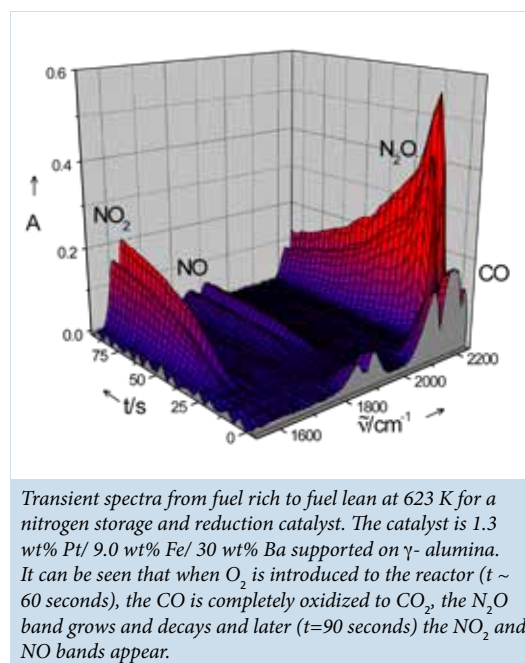 0.6
0.4
0.2
0.0
↑
A
NO₂
NO
N₂O
CO
75
50
25
0
← t/s
1600
1800
2000
2200
ṽ/cm⁻¹ →
Transient spectra from fuel rich to fuel lean at 623 K for a
nitrogen storage and reduction catalyst. The catalyst is 1.3
wt% Pt/ 9.0 wt% Fe/ 30 wt% Ba supported on γ- alumina.
It can be seen that when O₂ is introduced to the reactor (t ~
60 seconds), the CO is completely oxidized to CO₂, the N₂O
band grows and decays and later (t=90 seconds) the NO₂ and
NO bands appear.